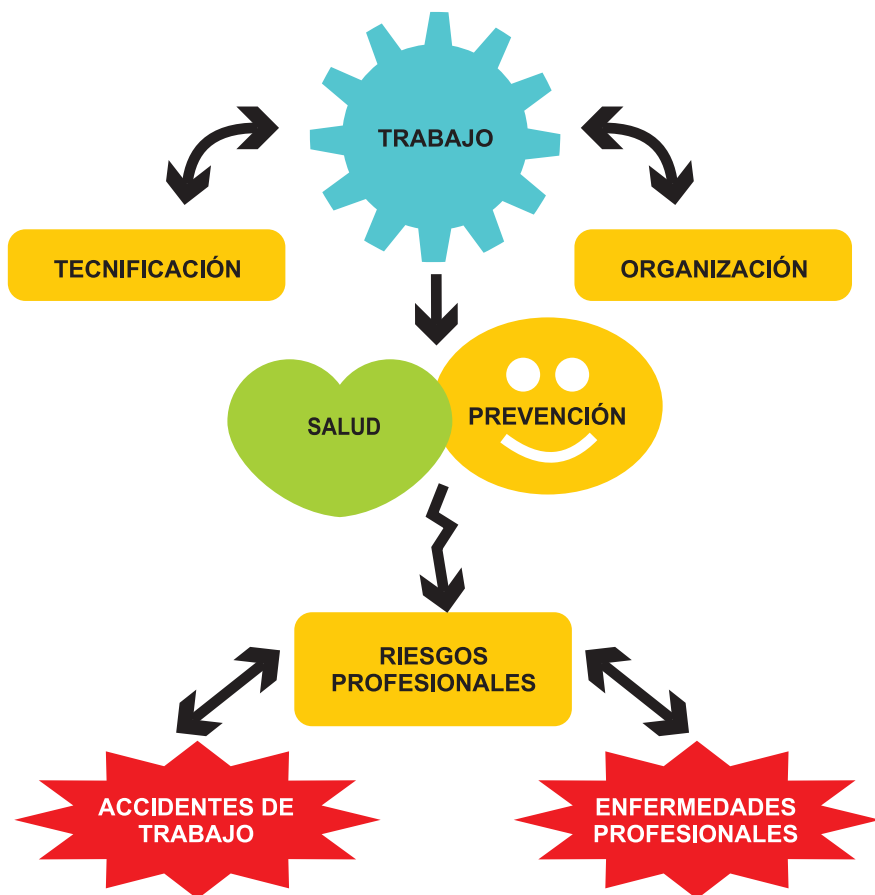 TRABAJO
TECNIFICACIÓN
ORGANIZACIÓN
SALUD
PREVENCIÓN
RIESGOS
PROFESIONALES
ACCIDENTES DE
TRABAJO
ENFERMEDADES
PROFESIONALES